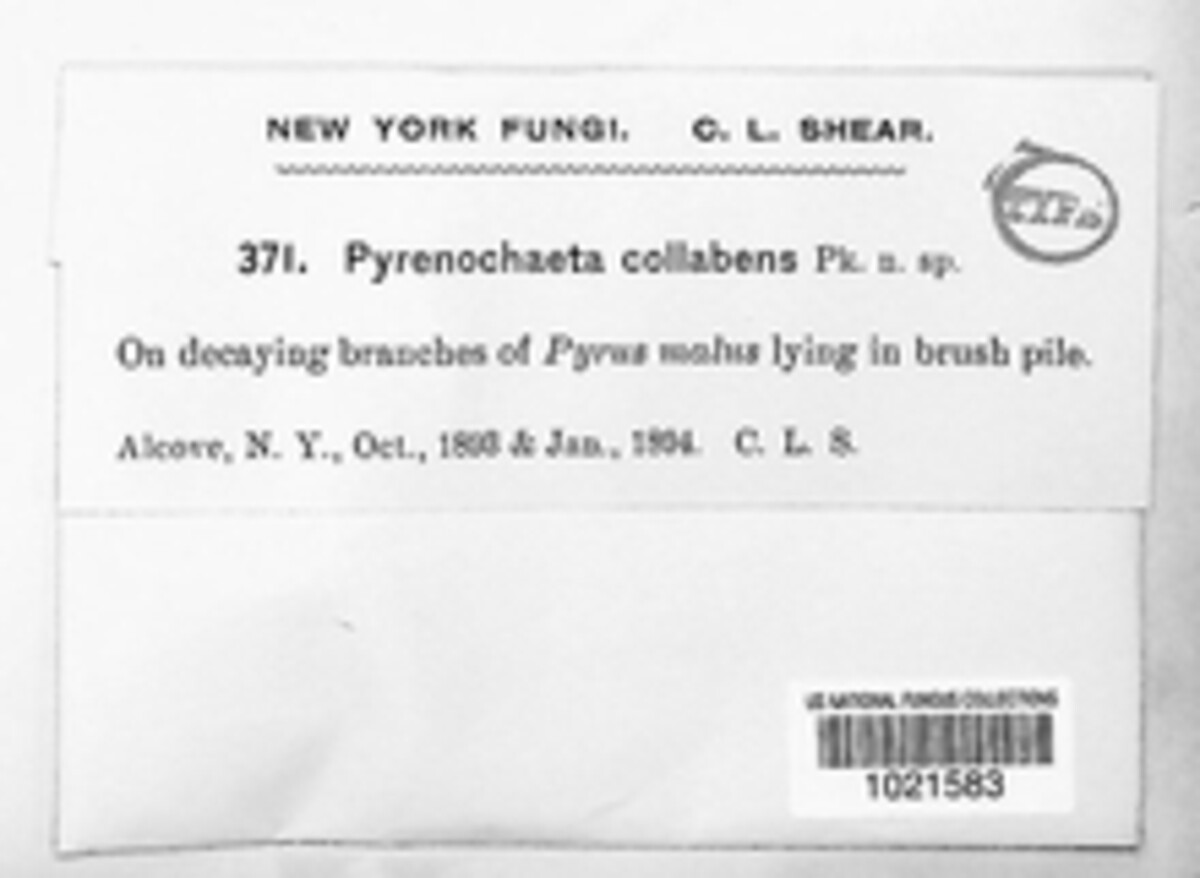 NEW YORK FUNGI. C. L. SHEAR.
371. Pyrenochaeta collabens Pk. n. sp.
On decaying branches of Pyrus malus lying in brush pile.
Alcove, N. Y., Oct., 1893 & Jan., 1894. C. L. S.
US NATIONAL FUNGUS COLLECTIONS
1021583